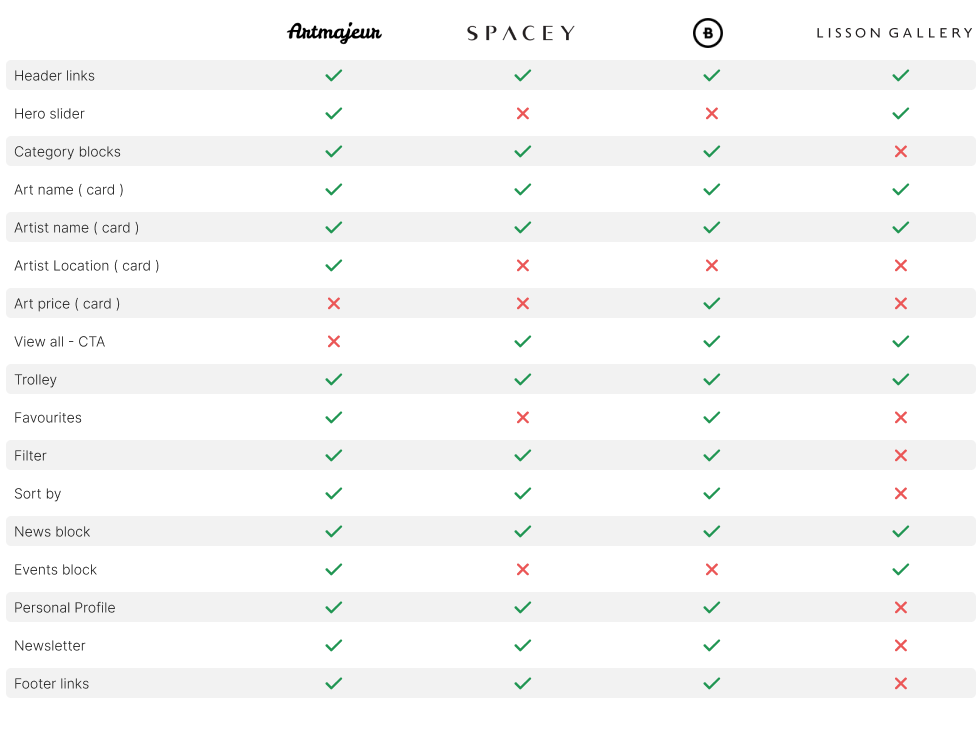 Artmajeur SPACEY B LISSON GALLERY
Header links
Hero slider
Category blocks
Art name ( card )
Artist name ( card )
Artist Location ( card )
Art price ( card )
View all - CTA
Trolley
Favourites
Filter
Sort by
News block
Events block
Personal Profile
Newsletter
Footer links